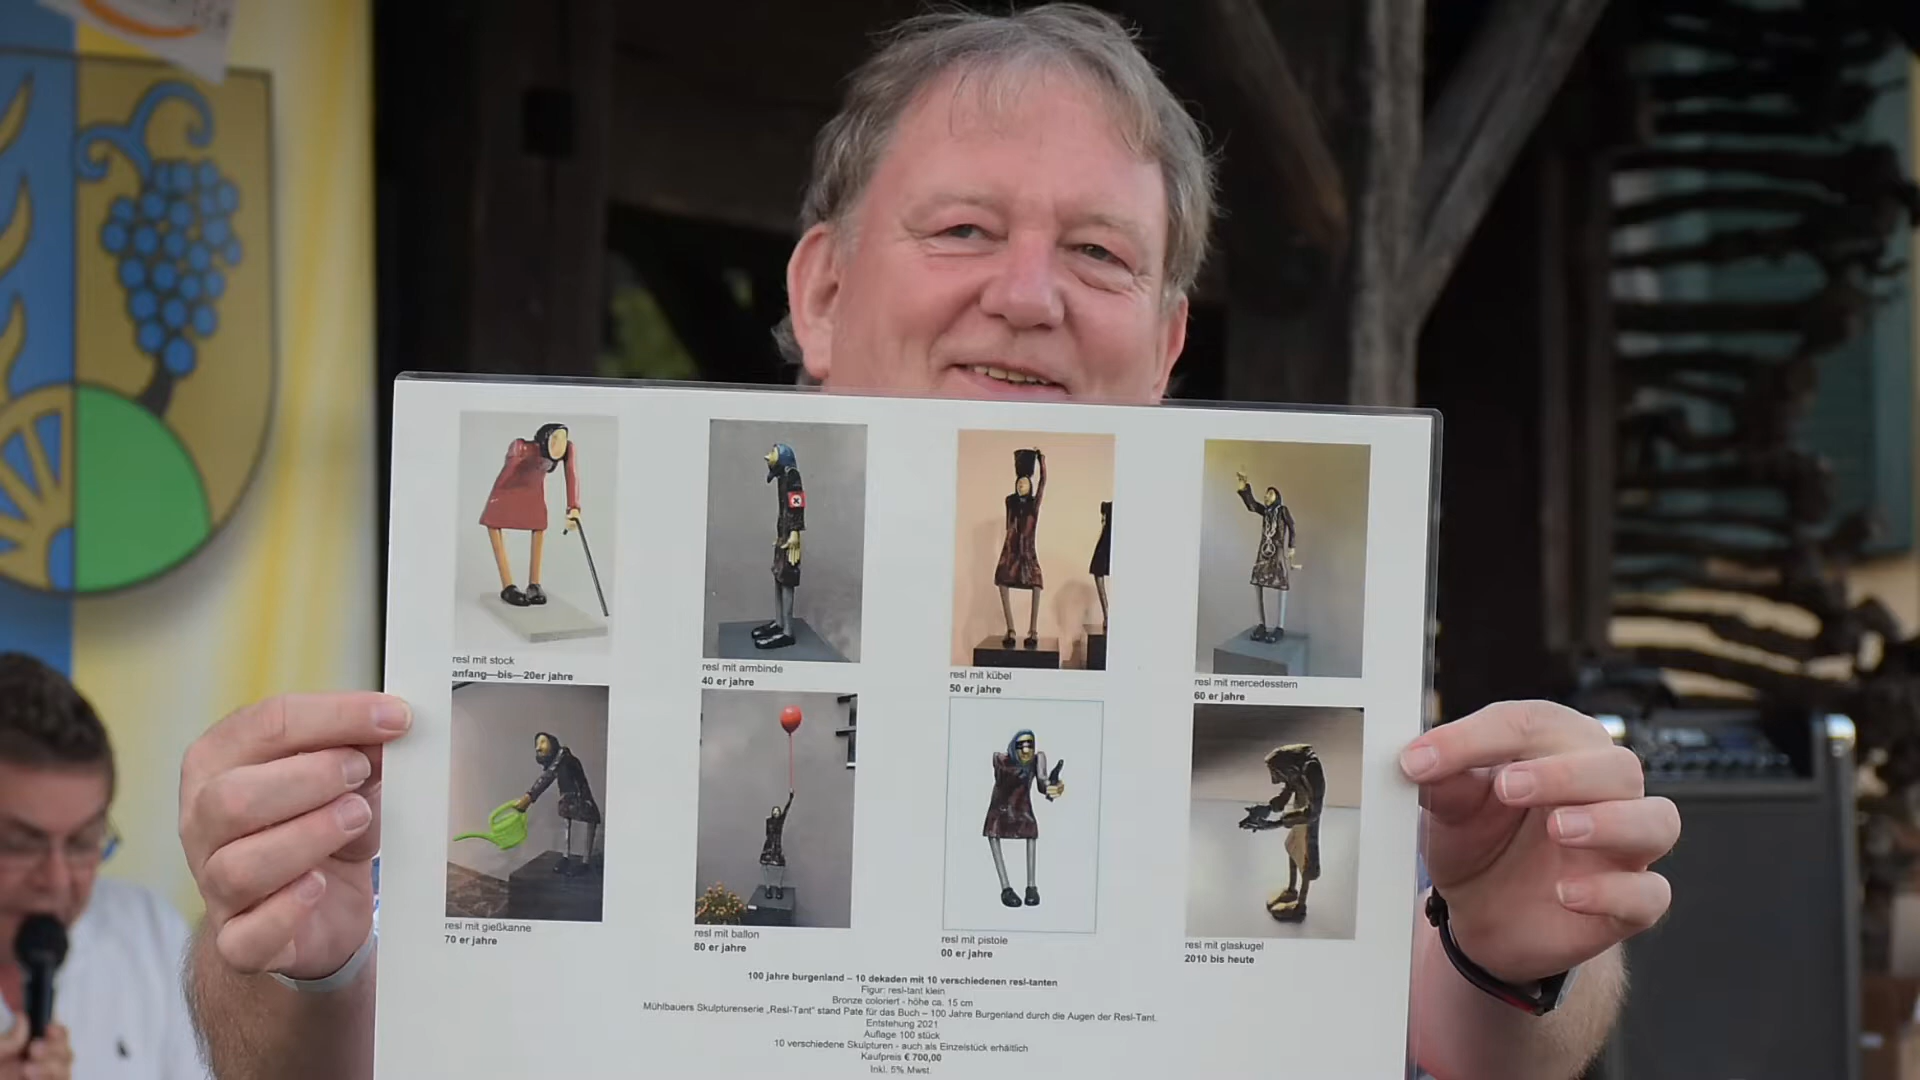 resl mit stock
anfang—bis—20er jahre
resl mit armbinde
40 er jahre
resl mit kübel
50 er jahre
resl mit mercedesstern
60 er jahre
resl mit gießkanne
70 er jahre
resl mit ballon
80 er jahre
resl mit pistole
00 er jahre
resl mit glaskugel
2010 bis heute
100 jahre burgenland – 10 dekaden mit 10 verschiedenen resl-tanten
Figur: resl-tant klein
Bronze coloriert - höhe ca. 15 cm
Mühlbauers Skulpturenserie „Resl-Tant" stand Pate für das Buch – 100 Jahre Burgenland durch die Augen der Resl-Tant.
Entstehung 2021
Auflage 100 stück
10 verschiedene Skulpturen - auch als Einzelstück erhältlich
Kaufpreis € 700,00
Inkl. 5% Mwst.